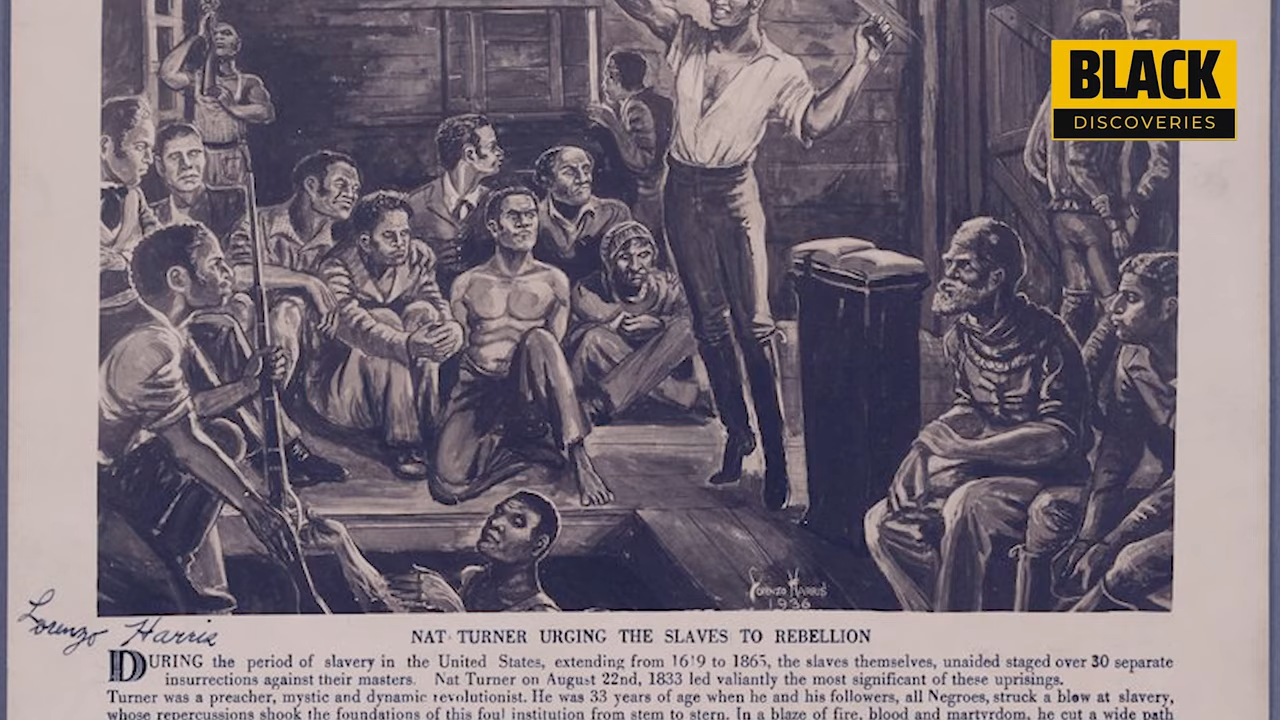 BLACK
DISCOVERIES
Lorenzo Harris
1936
Lorenzo Harris
NAT TURNER URGING THE SLAVES TO REBELLION
DURING the period of slavery in the United States, extending from 1619 to 1865, the slaves themselves, unaided staged over 30 separate
insurrections against their masters. Nat Turner on August 22nd, 1833 led valiantly the most significant of these uprisings.
Turner was a preacher, mystic and dynamic revolutionist. He was 33 years of age when he and his followers, all Negroes, struck a blow at slavery,
whose repercussions shook the foundations of this foul institution from stem to stern. In a blaze of fire, blood and martyrdom, he cut a wide path